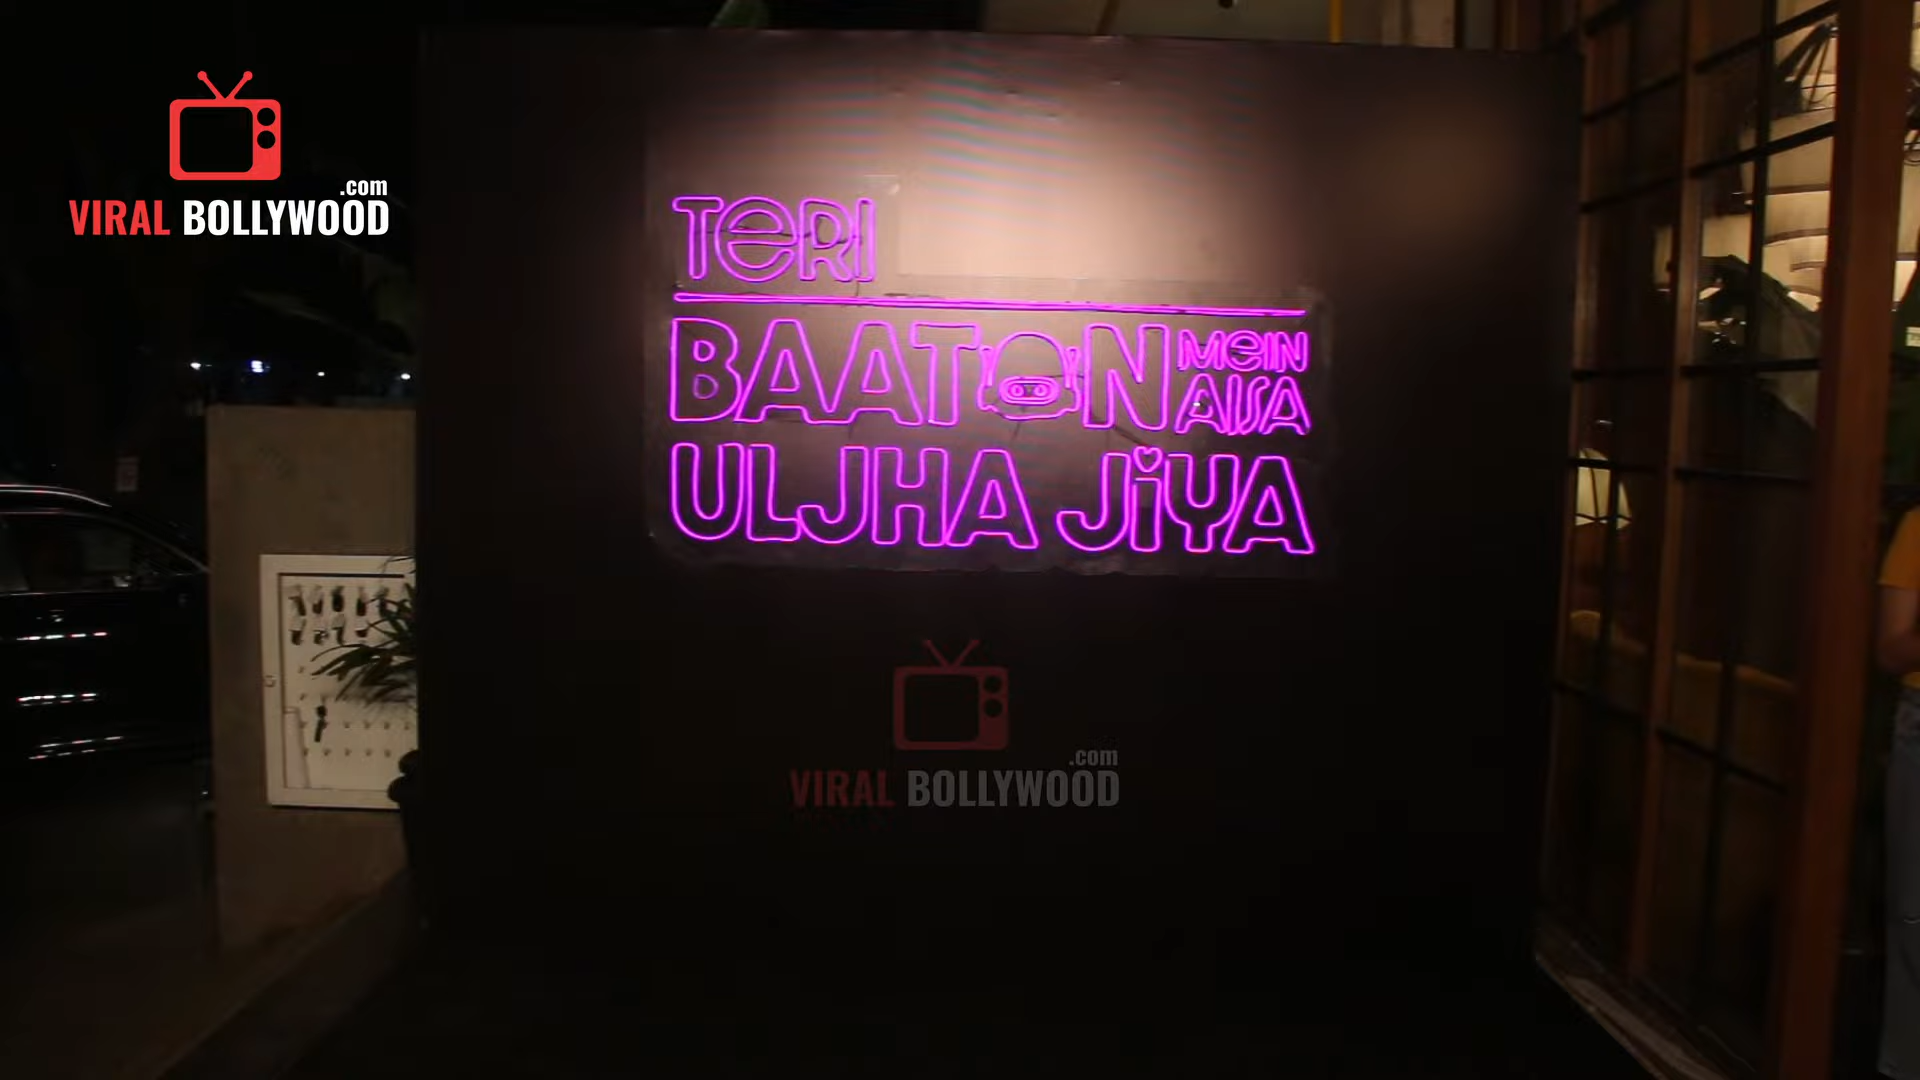 .com
VIRAL BOLLYWOOD
TeRI
BAATON MeIN
AISA
ULJHA JiYA
.com
VIRAL BOLLYWOOD